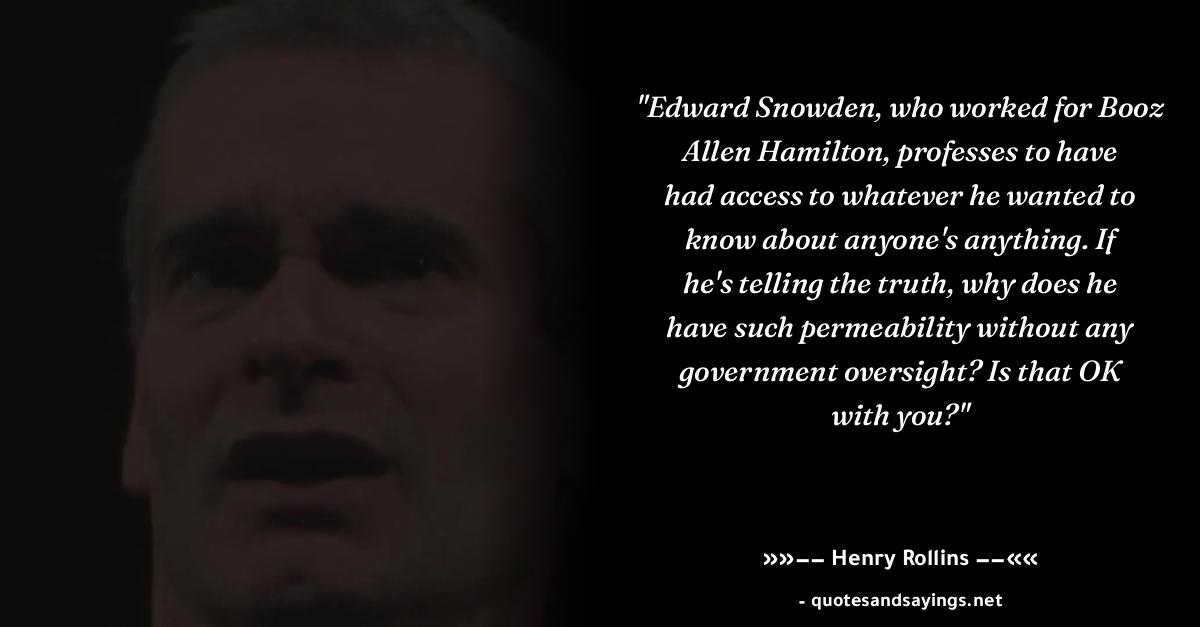 "Edward Snowden, who worked for Booz
Allen Hamilton, professes to have
had access to whatever he wanted to
know about anyone's anything. If
he's telling the truth, why does he
have such permeability without any
government oversight? Is that OK
with you?"
»»−− Henry Rollins −−««
- quotesandsayings.net